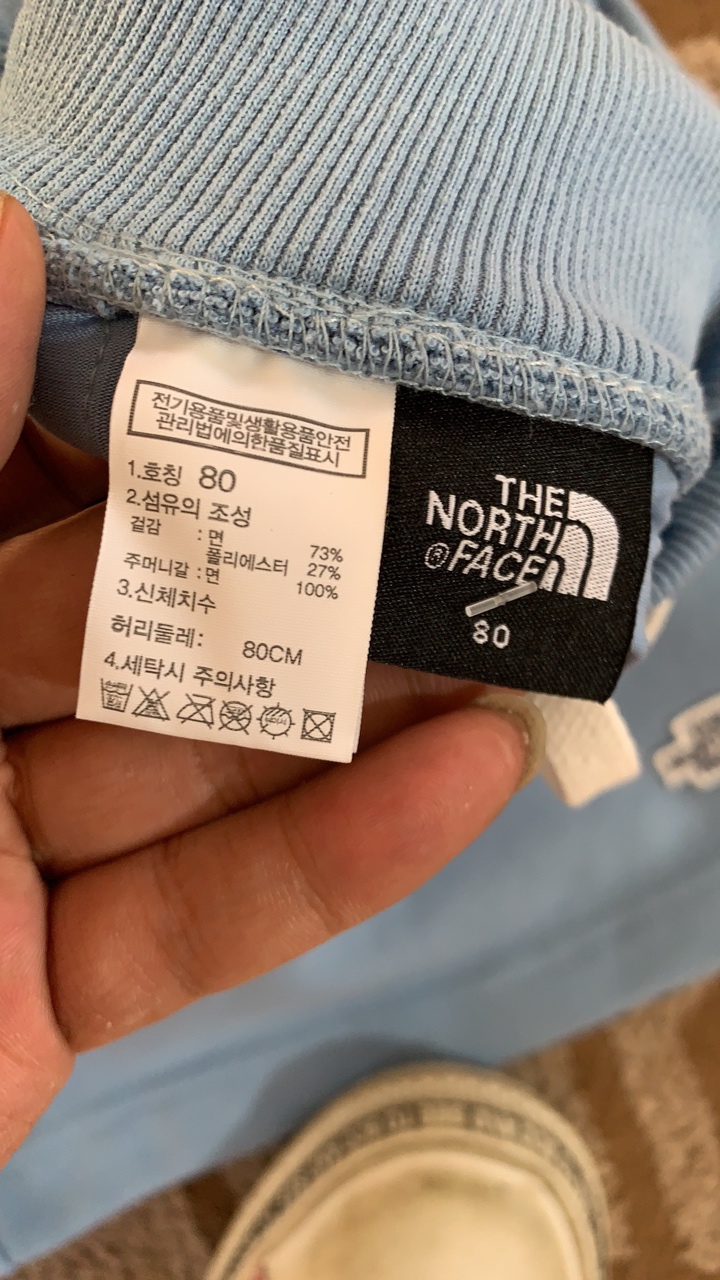 전기용품및생활용품안전
관리법에의한품질표시
1.호칭 80
2.섬유의 조성
겉감 : 면 73%
폴리에스터 27%
주머니갈 : 면 100%
3.신체치수
허리둘레: 80CM
4.세탁시 주의사항
THE
NORTH
®FACE
80